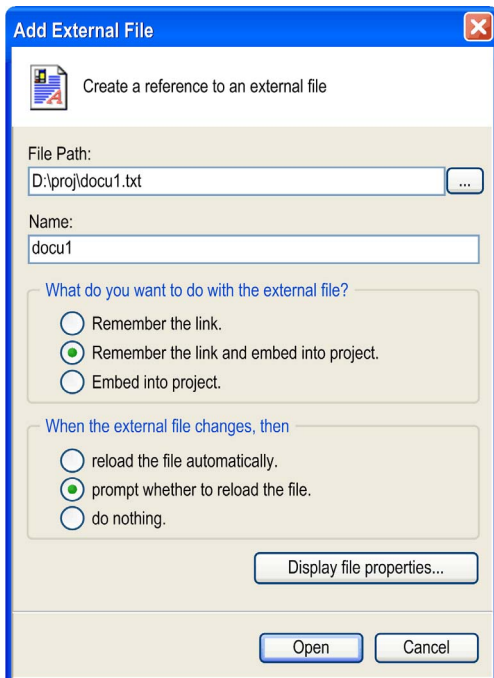 Add External File
Create a reference to an external file
File Path:
D:\proj\docu1.txt
...
Name:
docu1
What do you want to do with the external file?
Remember the link.
Remember the link and embed into project.
Embed into project.
When the external file changes, then
reload the file automatically.
prompt whether to reload the file.
do nothing.
Display file properties...
Open
Cancel